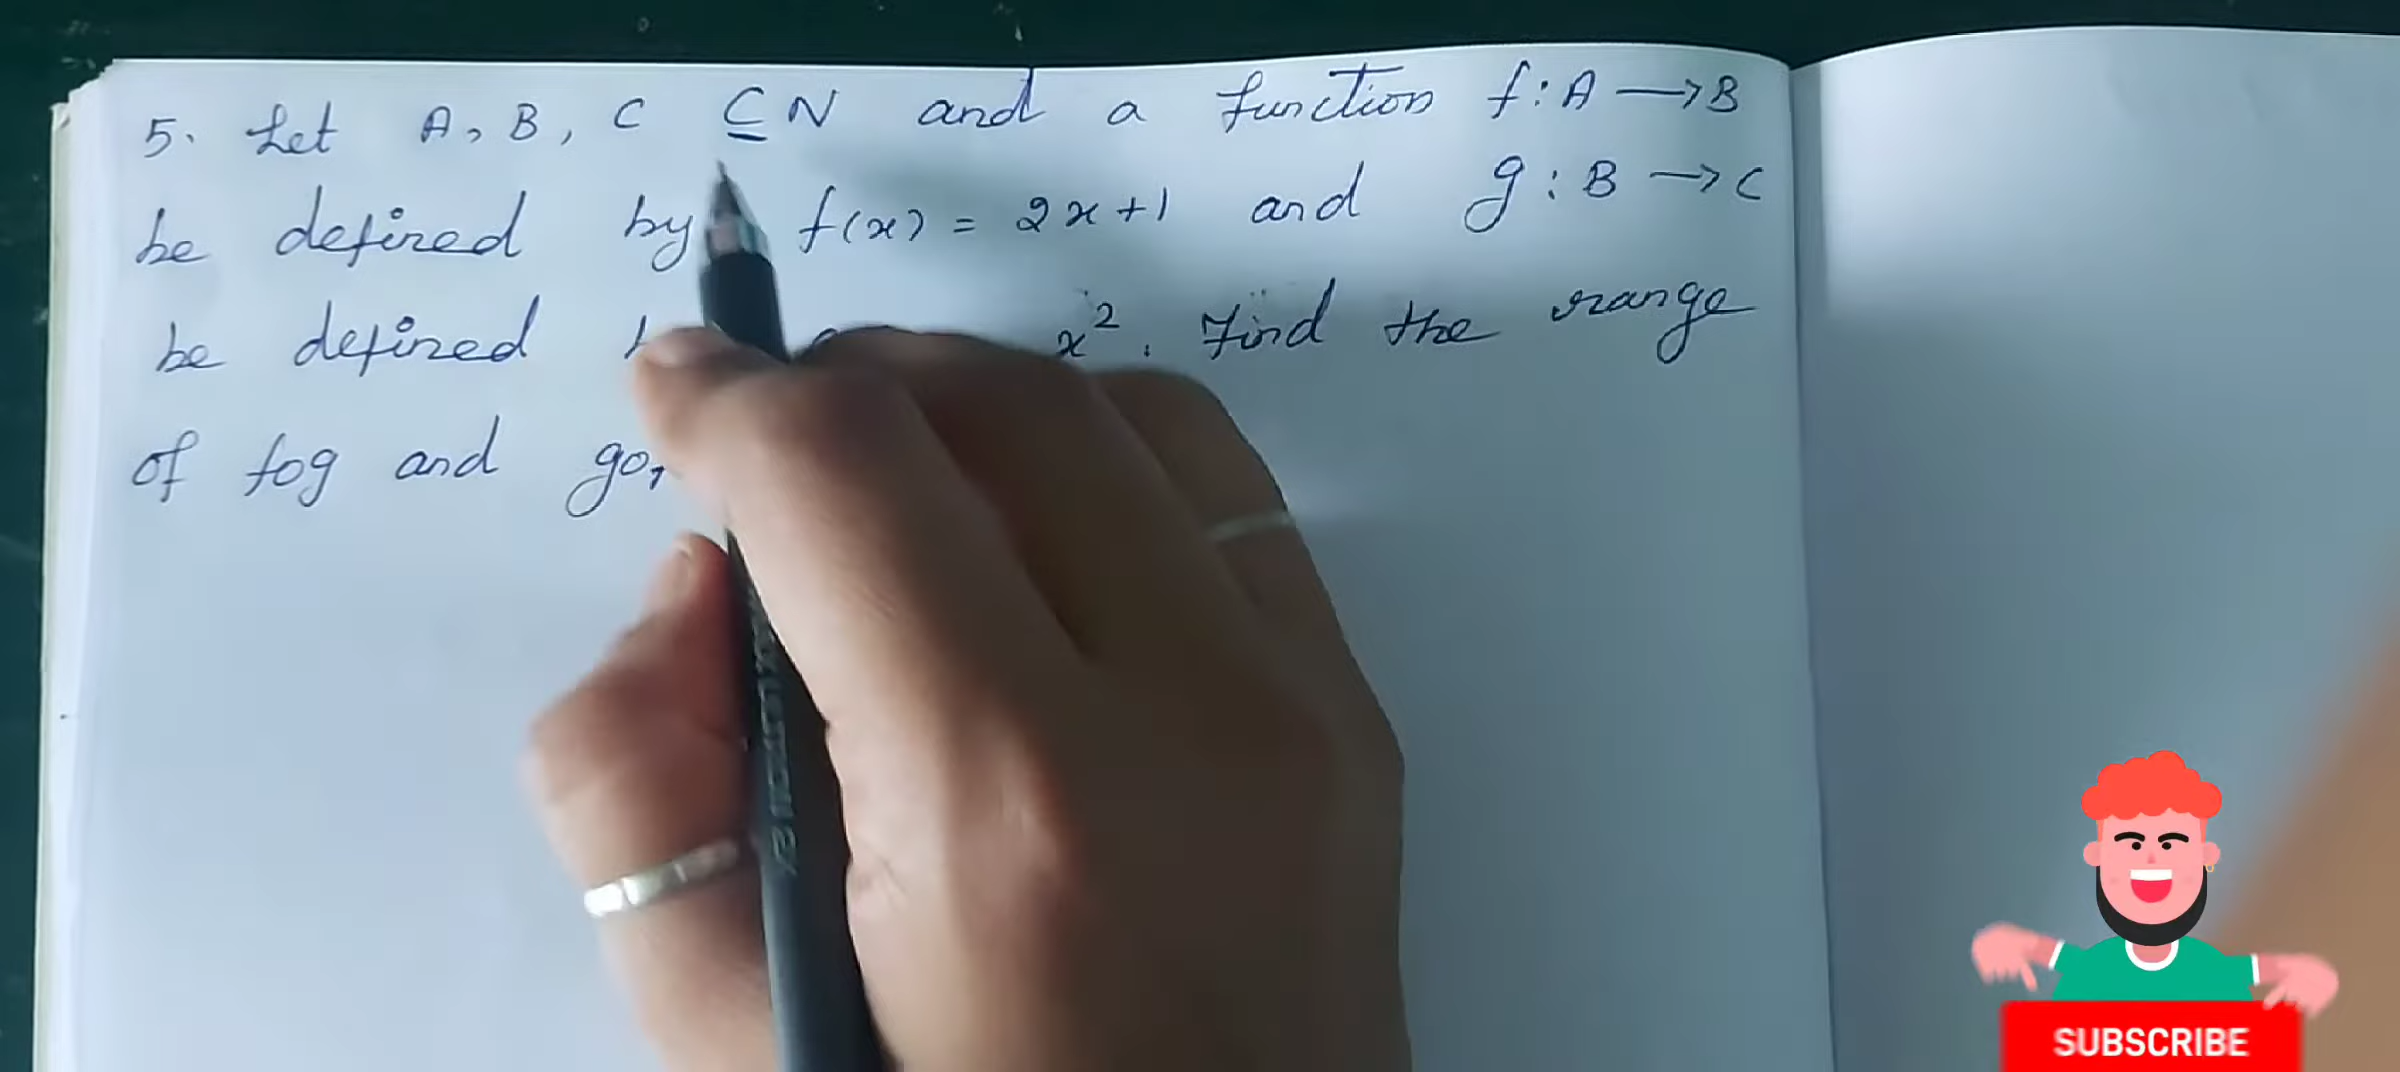 5. Let A, B, C ⊆ N and a function f: A → B
be defined by f(x) = 2x+1 and g: B → C
be defined x². Find the range
of fog and
SUBSCRIBE